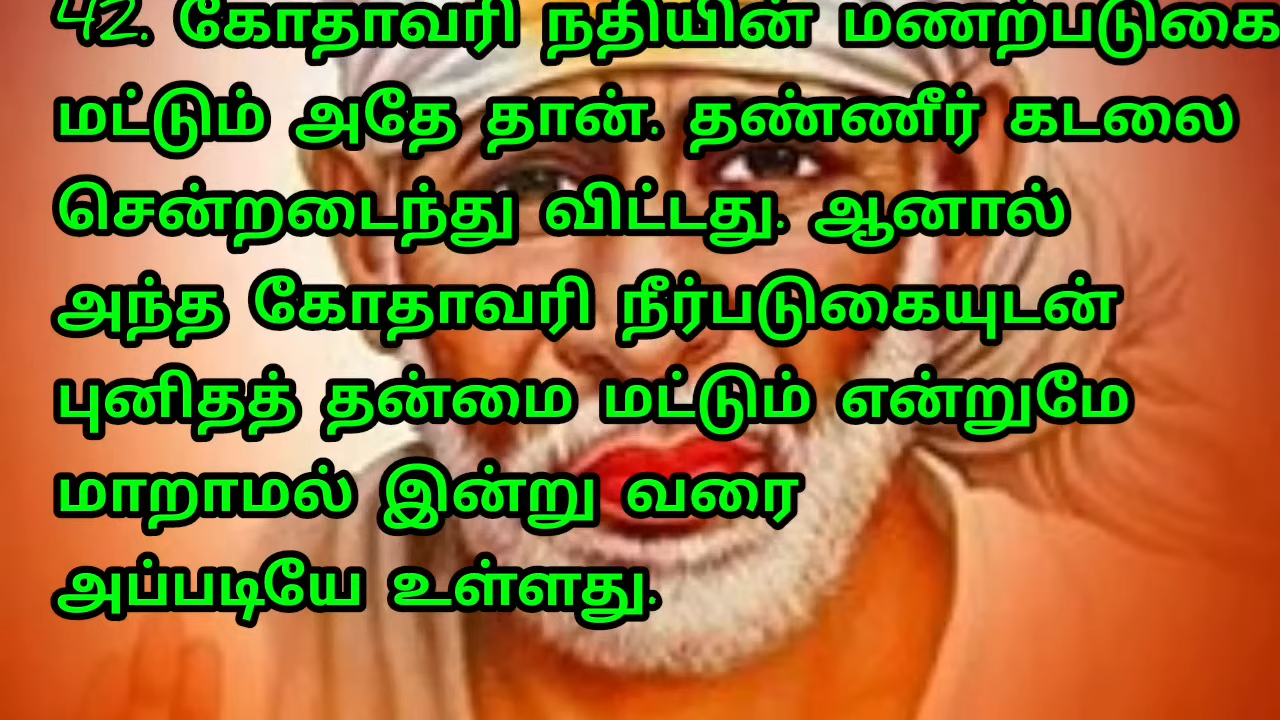 42. கோதாவரி நதியின் மணற்படுகை
மட்டும் அதே தான். தண்ணீர் கடலை
சென்றடைந்து விட்டது. ஆனால்
அந்த கோதாவரி நீர்படுகையுடன்
புனிதத் தன்மை மட்டும் என்றுமே
மாறாமல் இன்று வரை
அப்படியே உள்ளது.